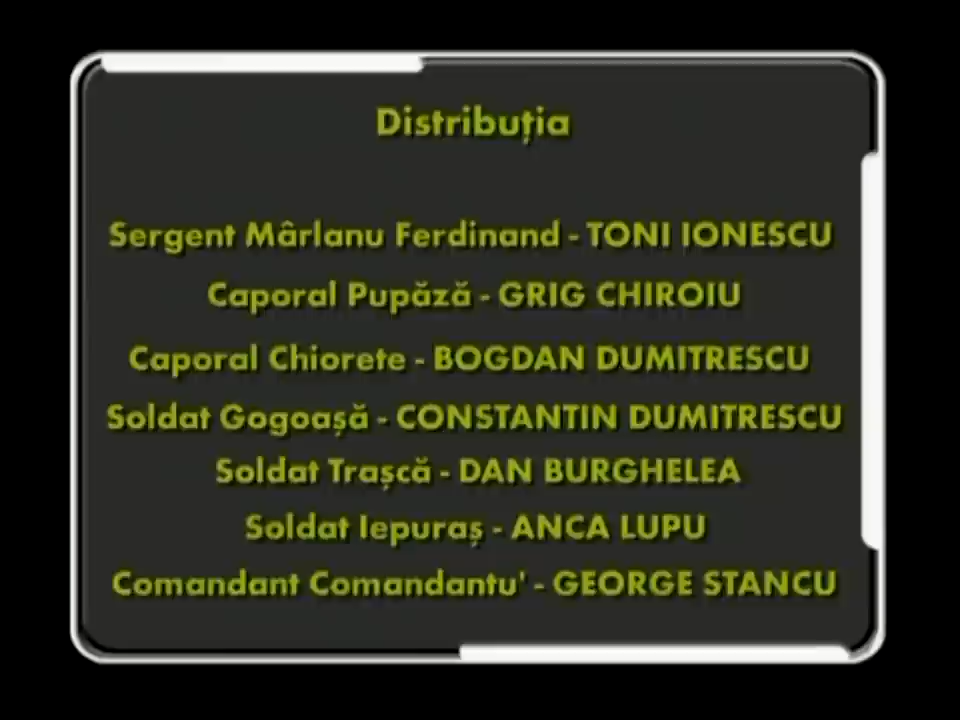 Distribuția
Sergent Mârlanu Ferdinand - TONI IONESCU
Caporal Pupăză - GRIG CHIROIU
Caporal Chiorete - BOGDAN DUMITRESCU
Soldat Gogoașă - CONSTANTIN DUMITRESCU
Soldat Trașcă - DAN BURGHELEA
Soldat Iepuraș - ANCA LUPU
Comandant Comandantu' - GEORGE STANCU